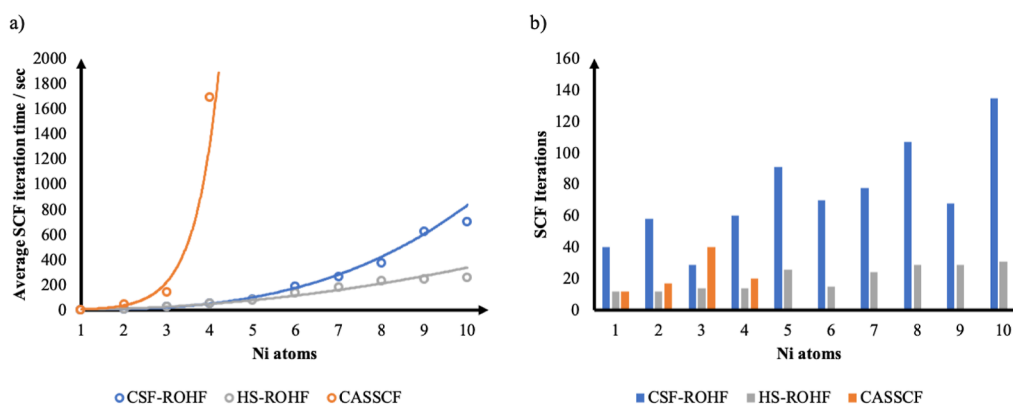 a)
Average SCF iteration time / sec
2000
1800
1600
1400
1200
1000
800
600
400
200
0
1 2 3 4 5 6 7 8 9 10
Ni atoms
CSF-ROHF HS-ROHF CASSCF
b)
SCF Iterations
160
140
120
100
80
60
40
20
0
1 2 3 4 5 6 7 8 9 10
Ni atoms
CSF-ROHF HS-ROHF CASSCF